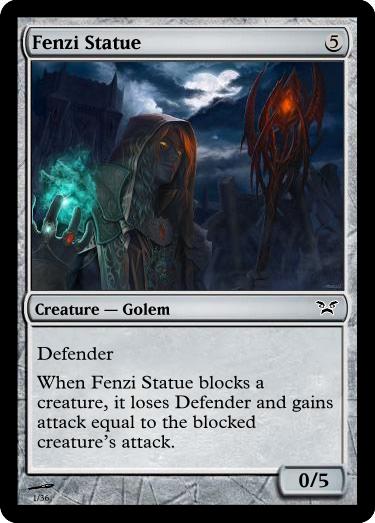 Fenzi Statue 5
Creature — Golem
Defender
When Fenzi Statue blocks a
creature, it loses Defender and gains
attack equal to the blocked
creature's attack.
0/5
1/36